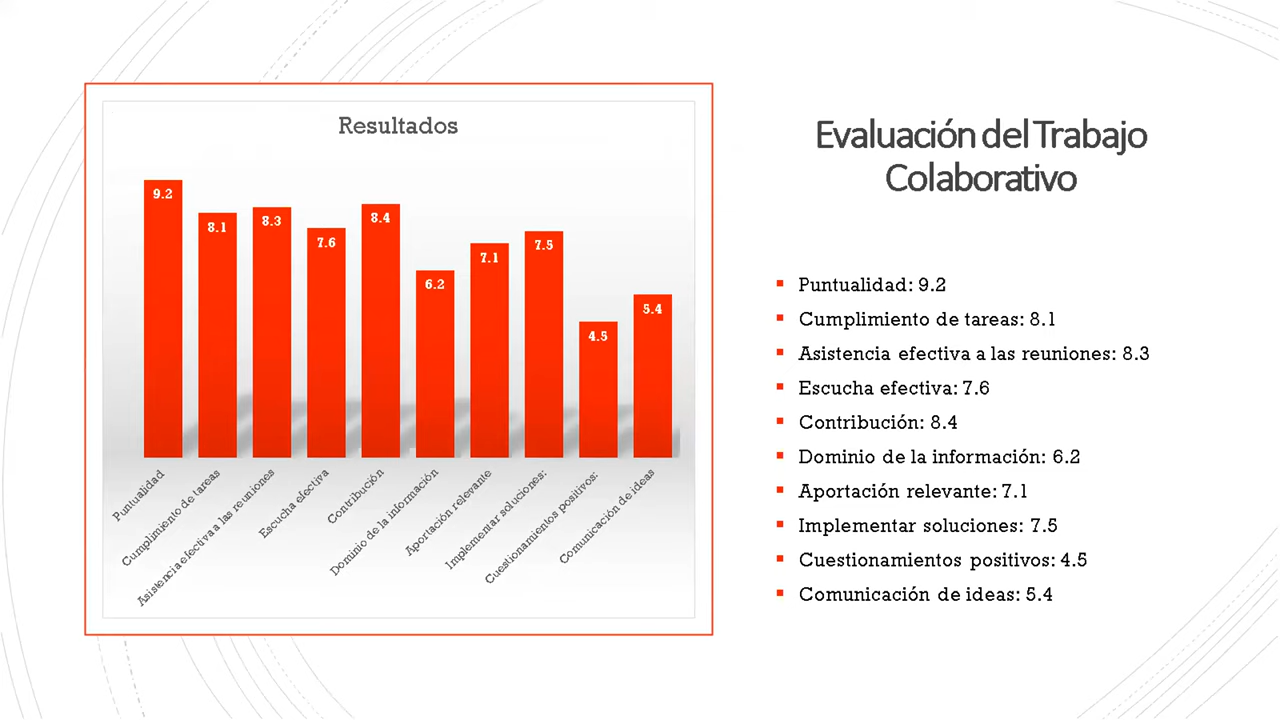 Resultados
9.2
8.1
8.3
7.6
8.4
6.2
7.1
7.5
4.5
5.4
Puntualidad
Cumplimiento de tareas
Asistencia efectiva a las reuniones
Escucha efectiva
Contribución
Dominio de la información
Aportación relevante
Implementar soluciones:
Cuestionamientos positivos:
Comunicación de ideas
Evaluación del Trabajo
Colaborativo
▪ Puntualidad: 9.2
▪ Cumplimiento de tareas: 8.1
▪ Asistencia efectiva a las reuniones: 8.3
▪ Escucha efectiva: 7.6
▪ Contribución: 8.4
▪ Dominio de la información: 6.2
▪ Aportación relevante: 7.1
▪ Implementar soluciones: 7.5
▪ Cuestionamientos positivos: 4.5
▪ Comunicación de ideas: 5.4